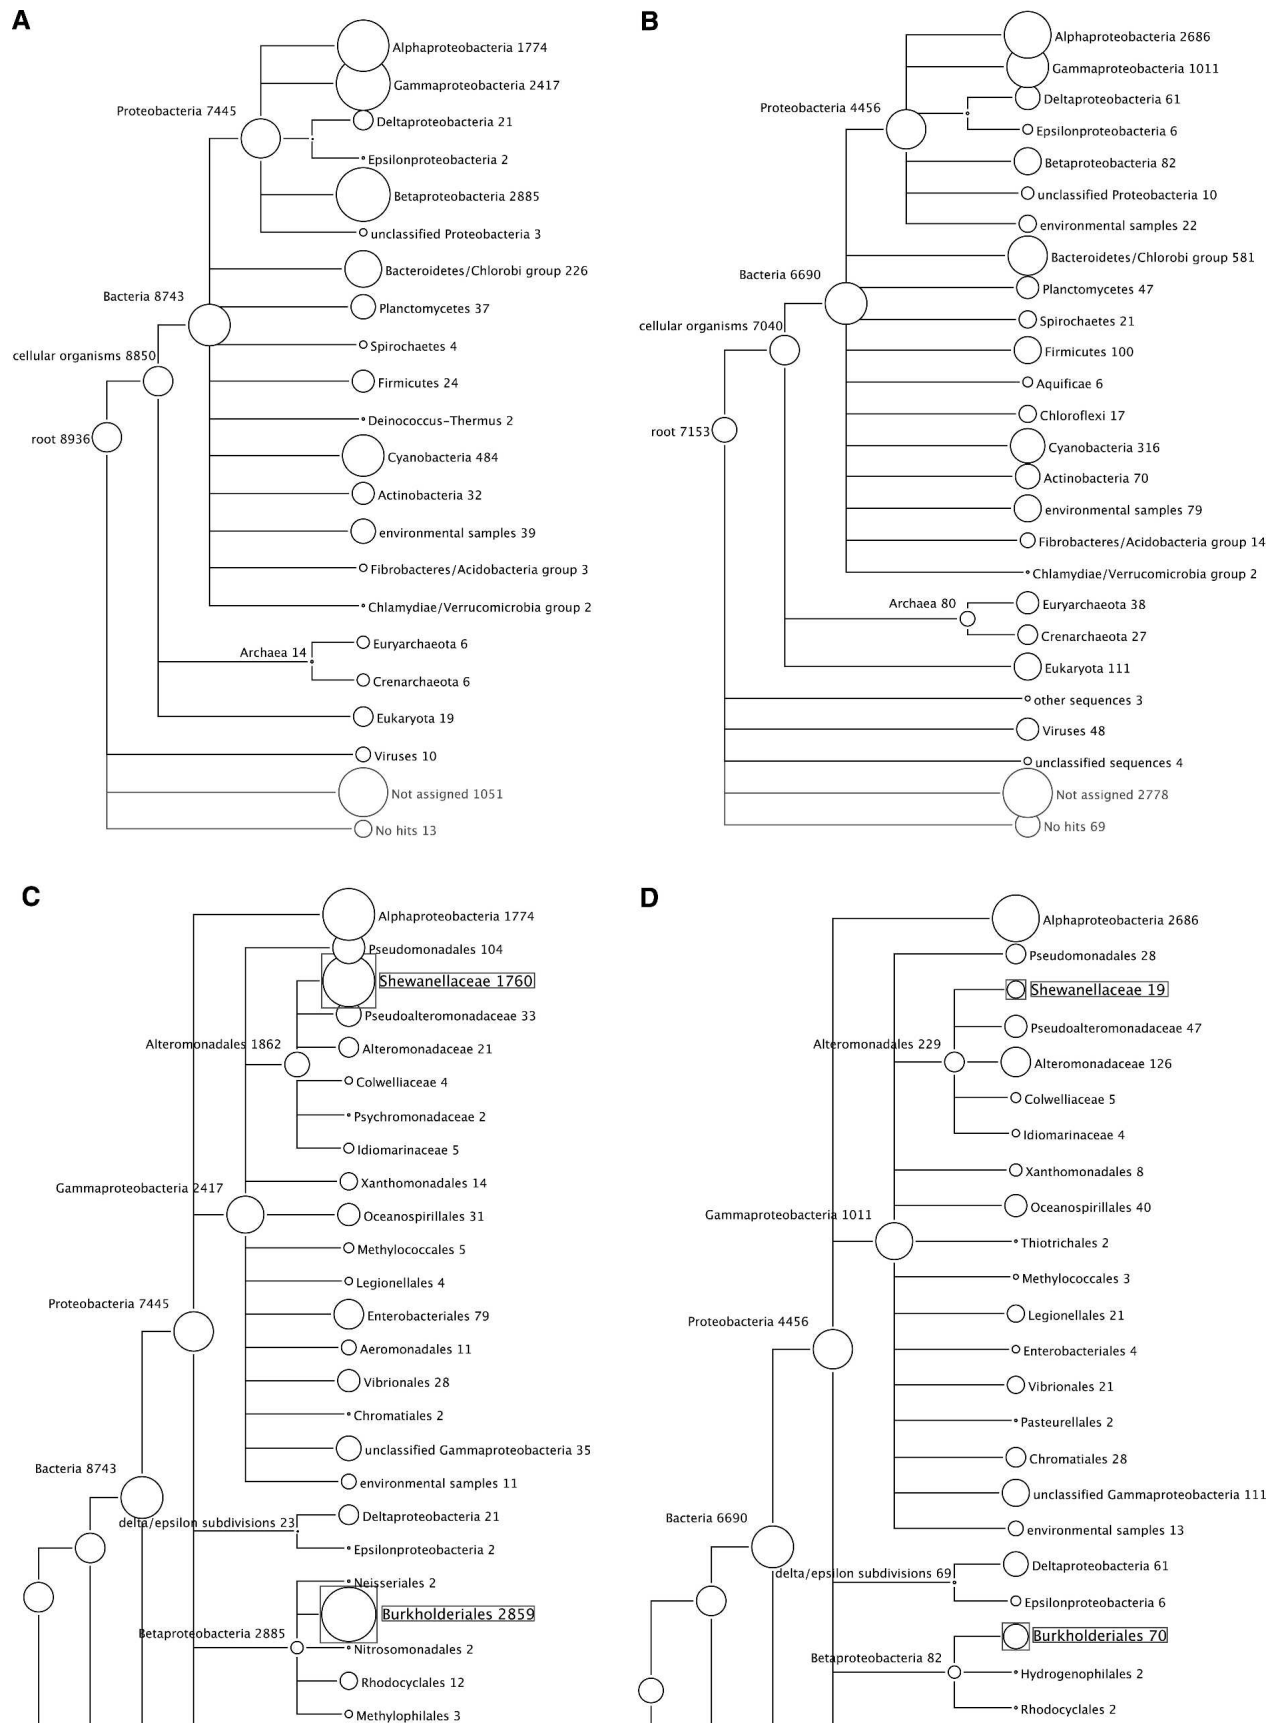 A
Alphaproteobacteria 1774
Gammaproteobacteria 2417
Proteobacteria 7445
Deltaproteobacteria 21
Epsilonproteobacteria 2
Betaproteobacteria 2885
unclassified Proteobacteria 3
Bacteroidetes/Chlorobi group 226
Bacteria 8743
Planctomycetes 37
Spirochaetes 4
cellular organisms 8850
Firmicutes 24
Deinococcus-Thermus 2
root 8936
Cyanobacteria 484
Actinobacteria 32
environmental samples 39
Fibrobacteres/Acidobacteria group 3
Chlamydiae/Verrucomicrobia group 2
Euryarchaeota 6
Archaea 14
Crenarchaeota 6
Eukaryota 19
Viruses 10
Not assigned 1051
No hits 13
B
Alphaproteobacteria 2686
Gammaproteobacteria 1011
Deltaproteobacteria 61
Proteobacteria 4456
Epsilonproteobacteria 6
Betaproteobacteria 82
unclassified Proteobacteria 10
environmental samples 22
Bacteroidetes/Chlorobi group 581
Bacteria 6690
Planctomycetes 47
Spirochaetes 21
cellular organisms 7040
Firmicutes 100
Aquificae 6
Chloroflexi 17
root 7153
Cyanobacteria 316
Actinobacteria 70
environmental samples 79
Fibrobacteres/Acidobacteria group 14
Chlamydiae/Verrucomicrobia group 2
Archaea 80
Euryarchaeota 38
Crenarchaeota 27
Eukaryota 111
other sequences 3
Viruses 48
unclassified sequences 4
Not assigned 2778
No hits 69
C
Alphaproteobacteria 1774
Pseudomonadales 104
Shewanellaceae 1760
Pseudoalteromonadaceae 33
Alteromonadales 1862
Alteromonadaceae 21
Colwelliaceae 4
Psychromonadaceae 2
Idiomarinaceae 5
Xanthomonadales 14
Gammaproteobacteria 2417
Oceanospirillales 31
Methylococcales 5
Legionellales 4
Proteobacteria 7445
Enterobacteriales 79
Aeromonadales 11
Vibrionales 28
Chromatiales 2
unclassified Gammaproteobacteria 35
Bacteria 8743
environmental samples 11
Deltaproteobacteria 21
delta/epsilon subdivisions 23
Epsilonproteobacteria 2
Neisseriales 2
Burkholderiales 2859
Betaproteobacteria 2885
Nitrosomonadales 2
Rhodocyclales 12
Methylophilales 3
D
Alphaproteobacteria 2686
Pseudomonadales 28
Shewanellaceae 19
Pseudoalteromonadaceae 47
Alteromonadales 229
Alteromonadaceae 126
Colwelliaceae 5
Idiomarinaceae 4
Xanthomonadales 8
Oceanospirillales 40
Gammaproteobacteria 1011
Thiotrichales 2
Methylococcales 3
Legionellales 21
Proteobacteria 4456
Enterobacteriales 4
Vibrionales 21
Pasteurellales 2
Chromatiales 28
unclassified Gammaproteobacteria 111
Bacteria 6690
environmental samples 13
Deltaproteobacteria 61
delta/epsilon subdivisions 69
Epsilonproteobacteria 6
Burkholderiales 70
Betaproteobacteria 82
Hydrogenophilales 2
Rhodocyclales 2